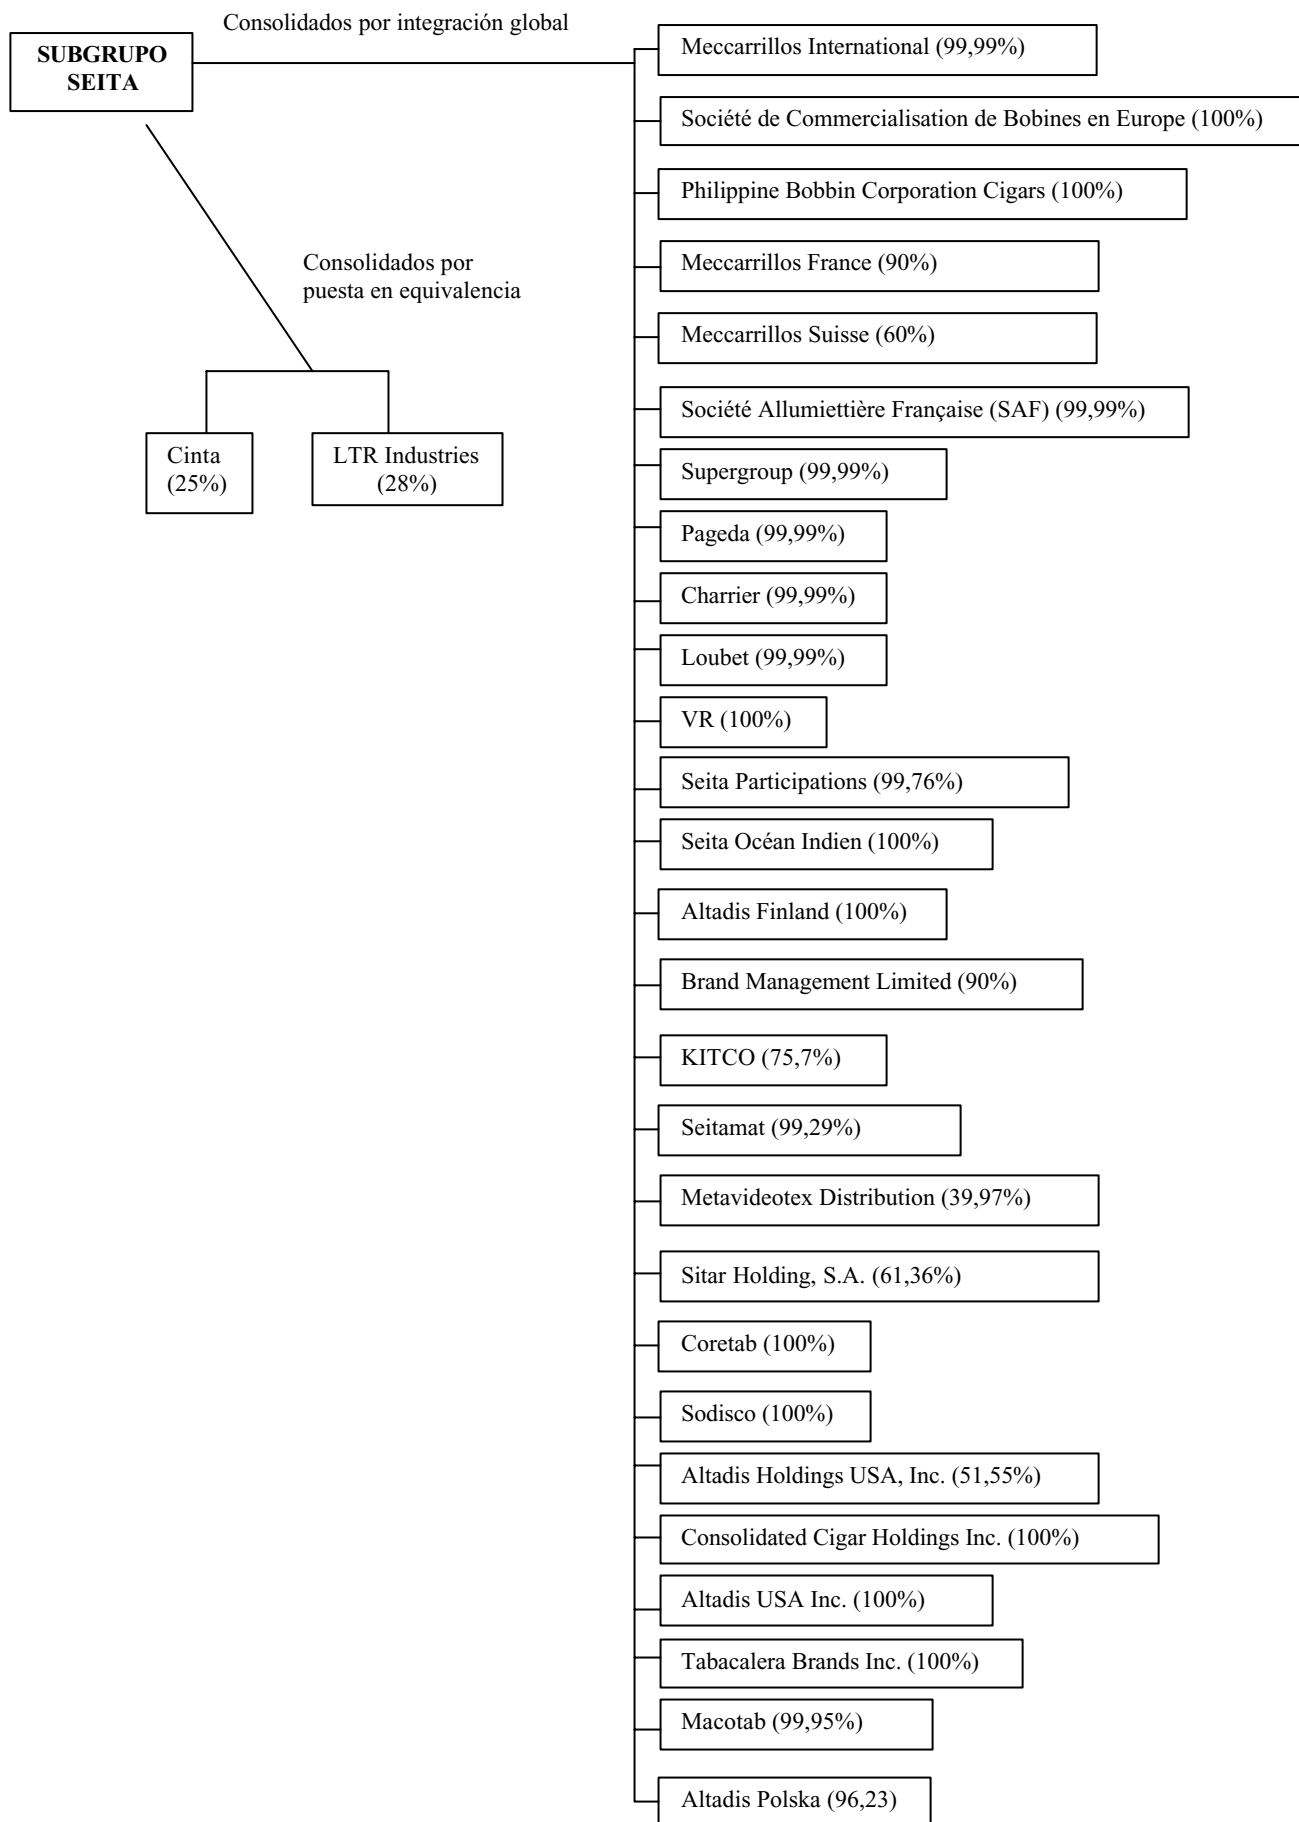 Consolidados por integración global
SUBGRUPO
SEITA
Meccarrillos International (99,99%)
Société de Commercialisation de Bobines en Europe (100%)
Philippine Bobbin Corporation Cigars (100%)
Meccarrillos France (90%)
Consolidados por
puesta en equivalencia
Meccarrillos Suisse (60%)
Société Allumiettière Française (SAF) (99,99%)
Cinta
(25%)
LTR Industries
(28%)
Supergroup (99,99%)
Pageda (99,99%)
Charrier (99,99%)
Loubet (99,99%)
VR (100%)
Seita Participations (99,76%)
Seita Océan Indien (100%)
Altadis Finland (100%)
Brand Management Limited (90%)
KITCO (75,7%)
Seitamat (99,29%)
Metavideotex Distribution (39,97%)
Sitar Holding, S.A. (61,36%)
Coretab (100%)
Sodisco (100%)
Altadis Holdings USA, Inc. (51,55%)
Consolidated Cigar Holdings Inc. (100%)
Altadis USA Inc. (100%)
Tabacalera Brands Inc. (100%)
Macotab (99,95%)
Altadis Polska (96,23)